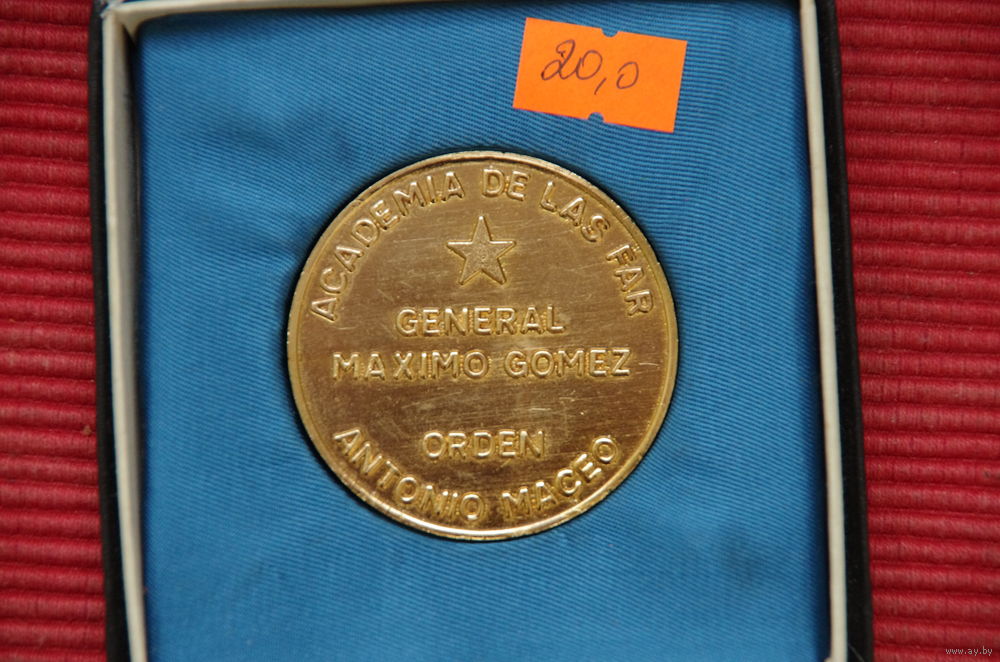 20,0
ACADEMIA DE LAS FAR
GENERAL
MAXIMO GOMEZ
ORDEN
ANTONIO MACEO
www.ay.by